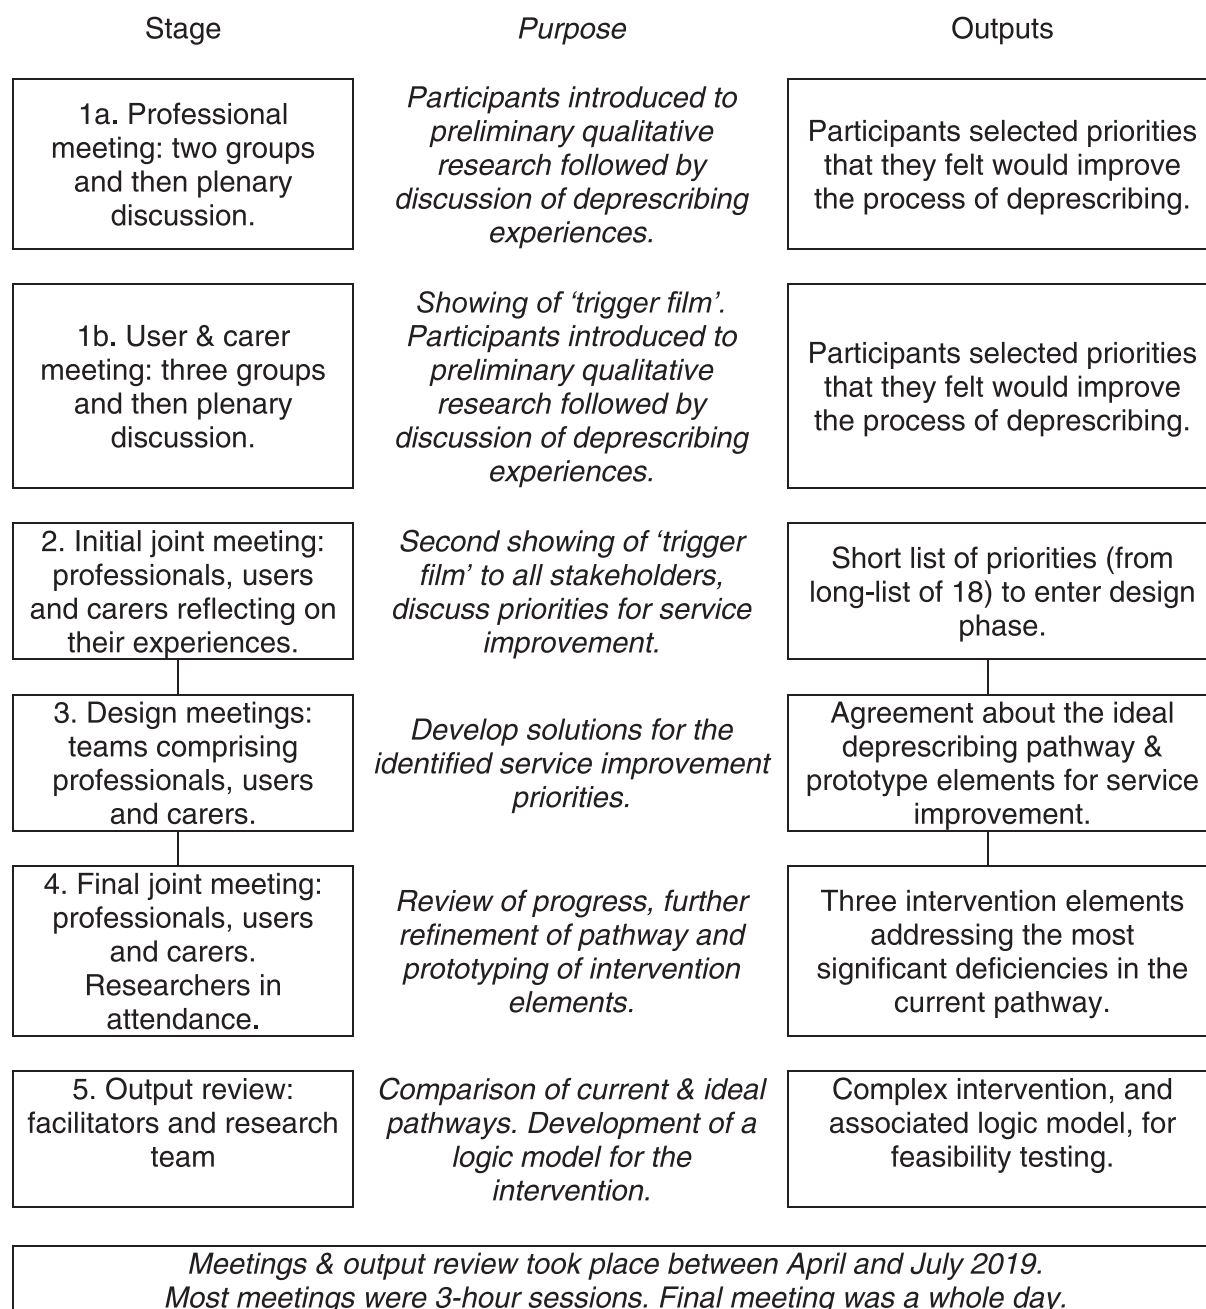 Stage
Purpose
Outputs
1a. Professional
meeting: two groups
and then plenary
discussion.
Participants introduced to
preliminary qualitative
research followed by
discussion of deprescribing
experiences.
Participants selected priorities
that they felt would improve
the process of deprescribing.
1b. User & carer
meeting: three groups
and then plenary
discussion.
Showing of ‘trigger film’.
Participants introduced to
preliminary qualitative
research followed by
discussion of deprescribing
experiences.
Participants selected priorities
that they felt would improve
the process of deprescribing.
2. Initial joint meeting:
professionals, users
and carers reflecting on
their experiences.
Second showing of ‘trigger
film’ to all stakeholders,
discuss priorities for service
improvement.
Short list of priorities (from
long-list of 18) to enter design
phase.
3. Design meetings:
teams comprising
professionals, users
and carers.
Develop solutions for the
identified service improvement
priorities.
Agreement about the ideal
deprescribing pathway &
prototype elements for service
improvement.
4. Final joint meeting:
professionals, users
and carers.
Researchers in
attendance.
Review of progress, further
refinement of pathway and
prototyping of intervention
elements.
Three intervention elements
addressing the most
significant deficiencies in the
current pathway.
5. Output review:
facilitators and research
team
Comparison of current & ideal
pathways. Development of a
logic model for the
intervention.
Complex intervention, and
associated logic model, for
feasibility testing.
Meetings & output review took place between April and July 2019.
Most meetings were 3-hour sessions. Final meeting was a whole day.